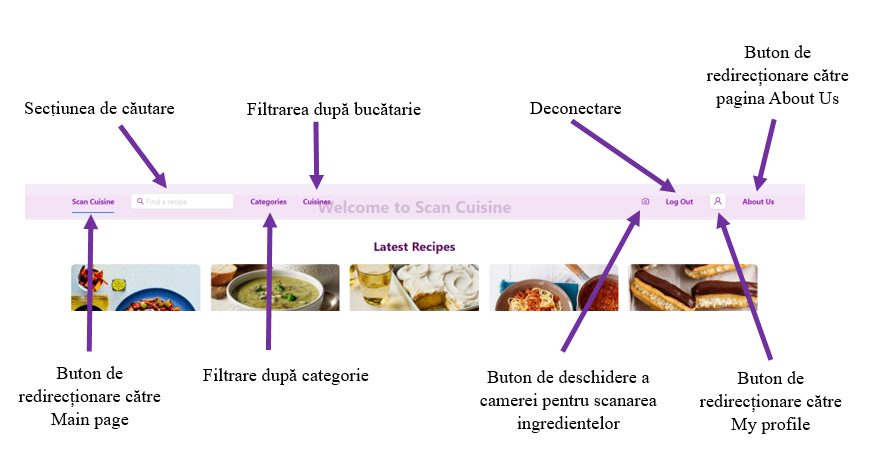 Buton de
redirecționare către
pagina About Us
Secțiunea de căutare
Filtrarea după bucătarie
Deconectare
Scan Cuisine
Find a recipe
Categories
Cuisines
Welcome to Scan Cuisine
Log Out
About Us
Latest Recipes
Buton de
redirecționare către
Main page
Filtrare după categorie
Buton de deschidere a
camerei pentru scanarea
ingredientelor
Buton de
redirecționare către
My profile